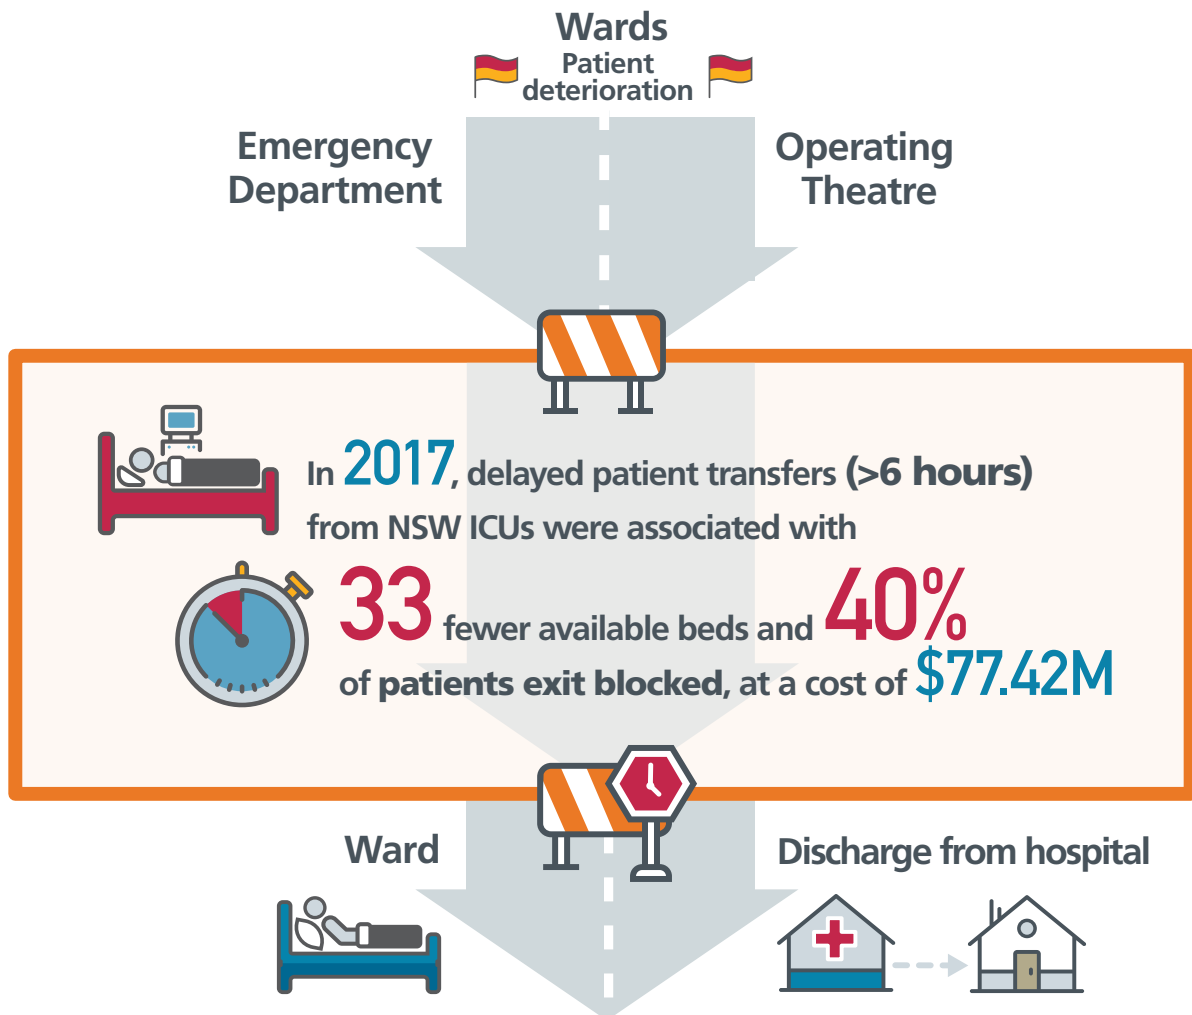 Wards
Patient
deterioration
Emergency
Department
Operating
Theatre
In 2017, delayed patient transfers (>6 hours)
from NSW ICUs were associated with
33 fewer available beds and 40%
of patients exit blocked, at a cost of $77.42M
Ward
Discharge from hospital